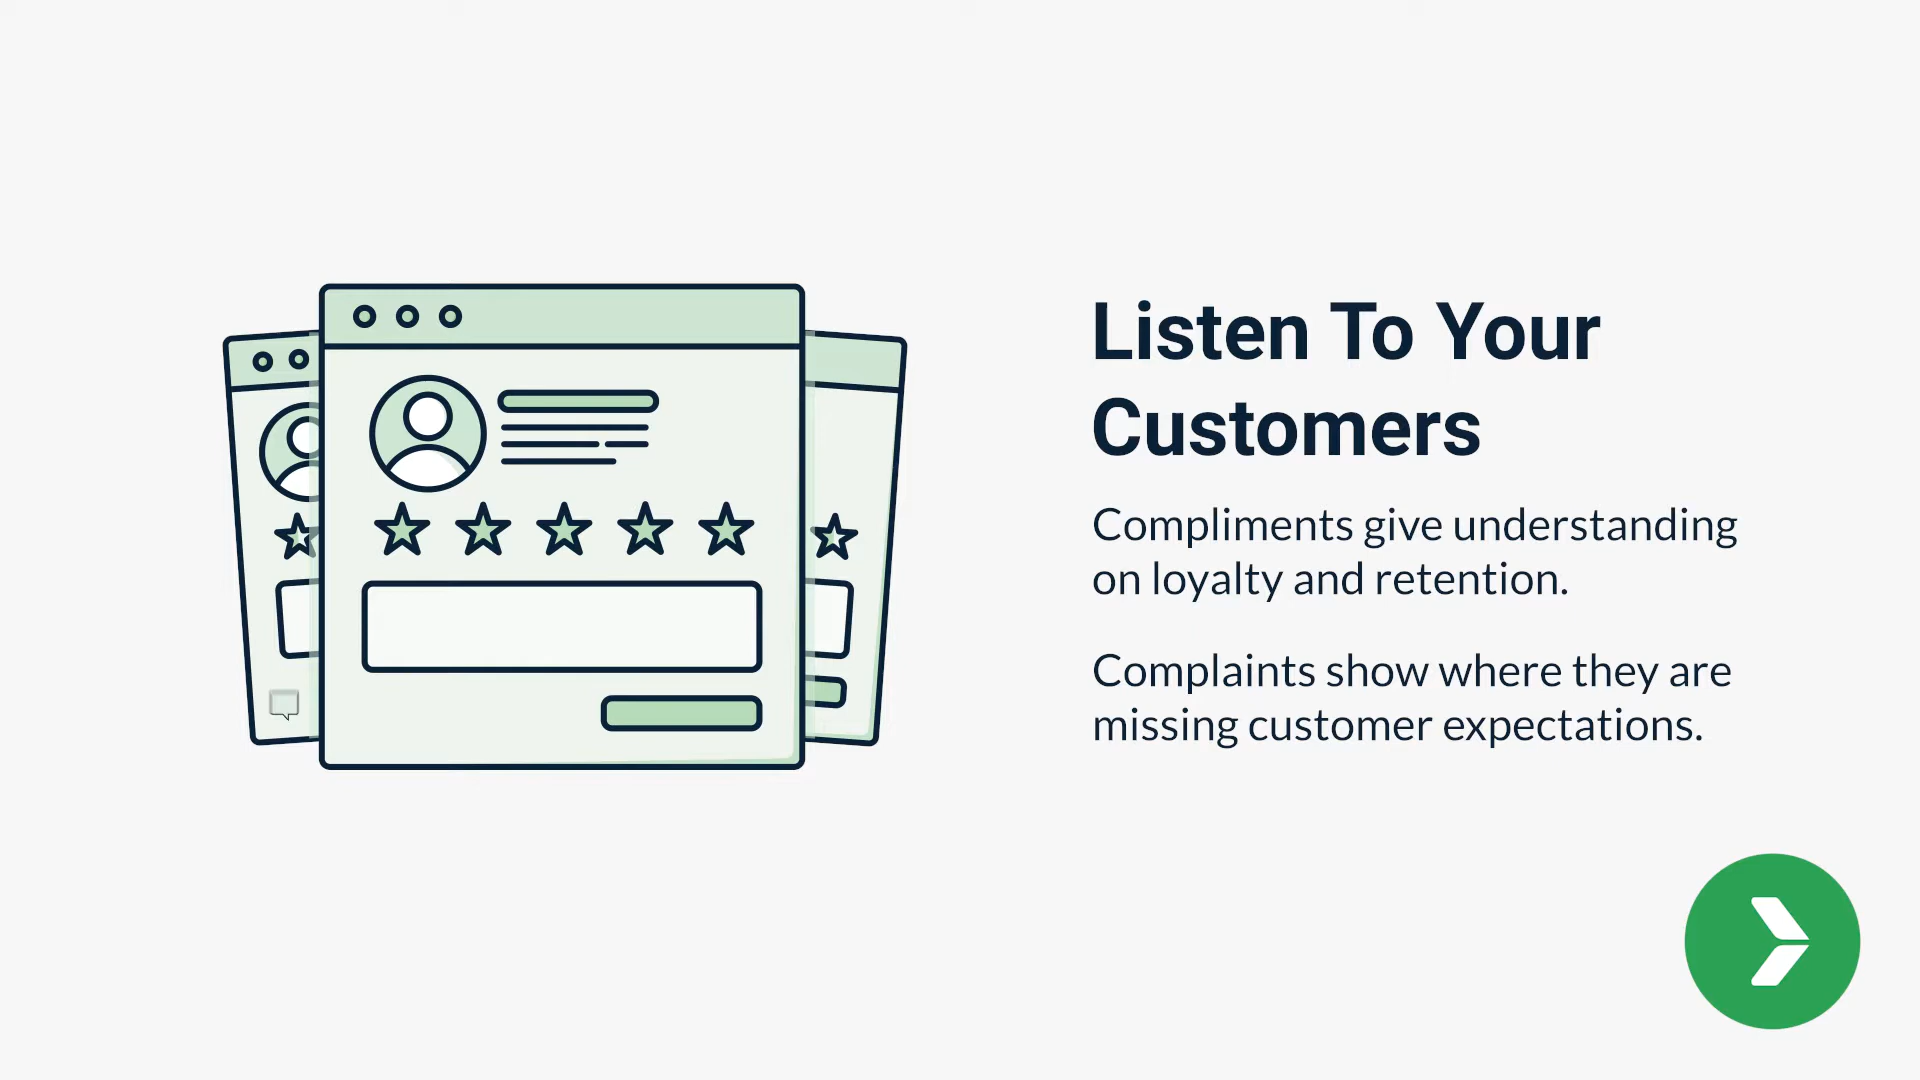 Listen To Your
Customers
Compliments give understanding
on loyalty and retention.
Complaints show where they are
missing customer expectations.